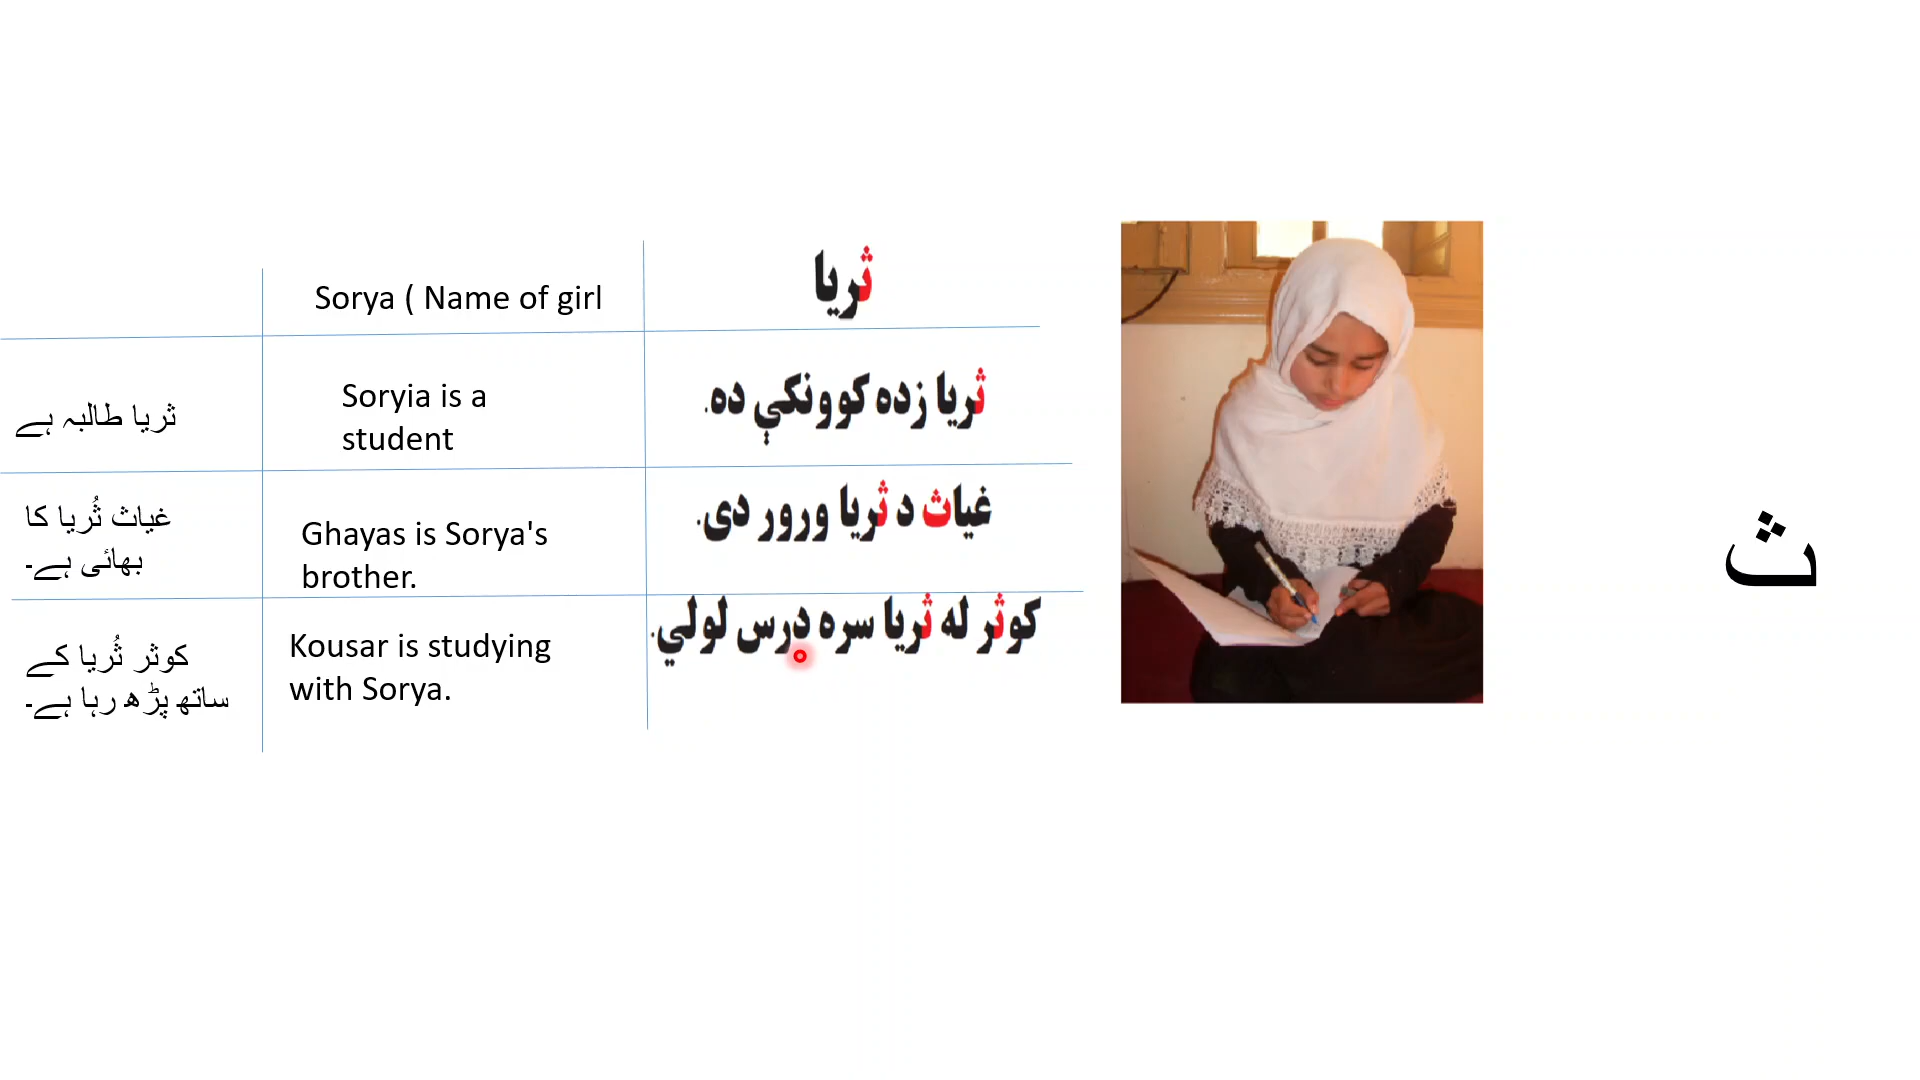 ثریا
Sorya ( Name of girl
ثریا زده کوونکې ده.
Soryia is a
student
ثریا طالبہ ہے
غیاث د ثریا ورور دی.
Ghayas is Sorya's
brother.
غیاث ثُریا کا
بھائی ہے۔
کوثر له ثریا سره درس لولي.
Kousar is studying
with Sorya.
کوثر ثُریا کے
ساتھ پڑھ رہا ہے۔
ث